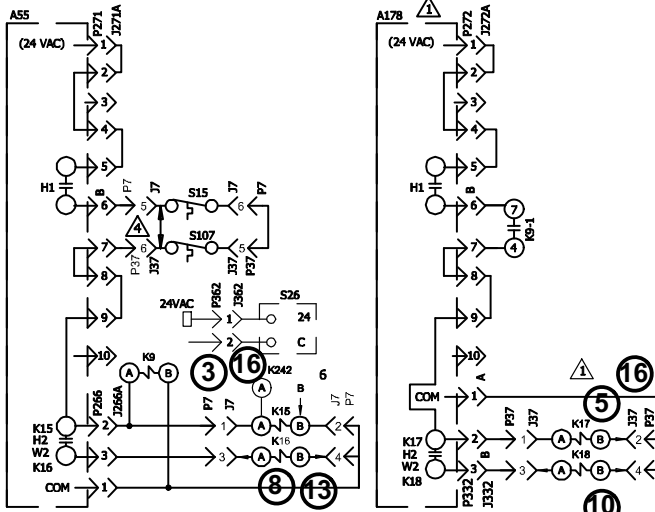 A55
P271
J271A
(24 VAC)
1
2
3
4
5
H1
B
6
P7
5
J7
S15
J7
6
P7
4
7
P37
6
J37
S107
J37
5
P37
8
9
10
24VAC
P362
J362
1
2
S26
24
C
3
16
K242
A
B
6
A
K9
B
P266
J266A
K15
H2
W2
K16
2
3
COM
1
P7
J7
1
A
K15
B
2
J7
P7
3
A
K16
B
4
8
13
A178
1
P272
J272A
(24 VAC)
1
2
3
4
5
H1
B
6
7
K9-1
4
7
8
9
10
A
COM
1
1
5
16
K17
H2
W2
K18
2
3
B
P332
J332
P37
J37
1
A
K17
B
2
J37
P37
3
A
K18
B
4
10